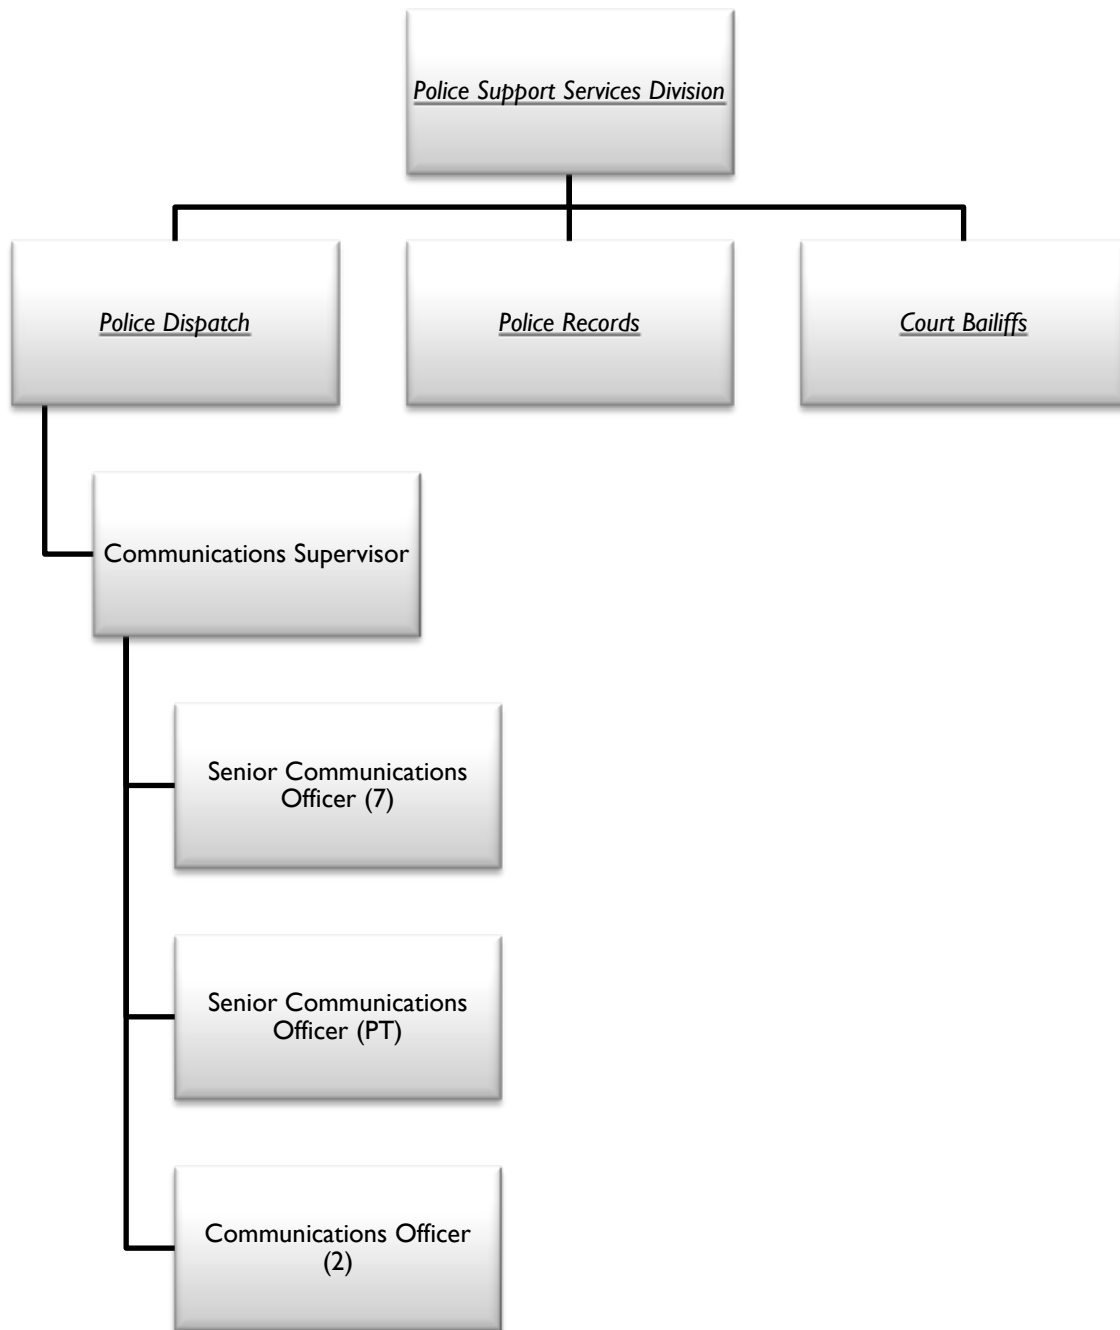 Police Support Services Division
Police Dispatch
Police Records
Court Bailiffs
Communications Supervisor
Senior Communications
Officer (7)
Senior Communications
Officer (PT)
Communications Officer
(2)